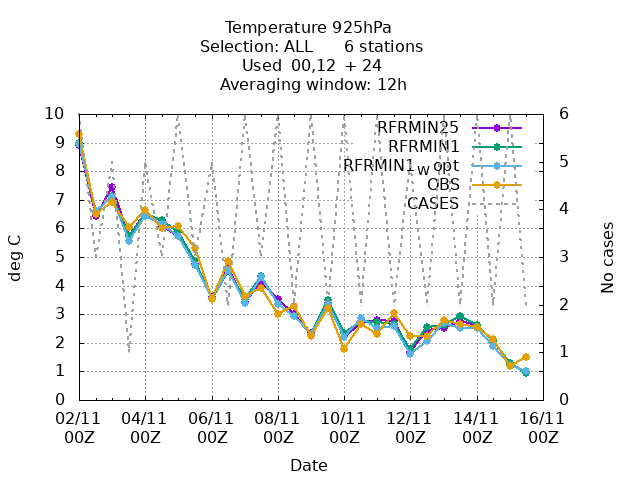 Temperature 925hPa
Selection: ALL 6 stations
Used 00,12 + 24
Averaging window: 12h
deg C
10
9
8
7
6
5
4
3
2
1
0
RFRMIN25
RFRMIN1
RFRMIN1w opt
OBS
CASES
6
5
4
3
2
1
0
No cases
02/11 04/11 06/11 08/11 10/11 12/11 14/11 16/11
00Z 00Z 00Z 00Z 00Z 00Z 00Z 00Z
Date